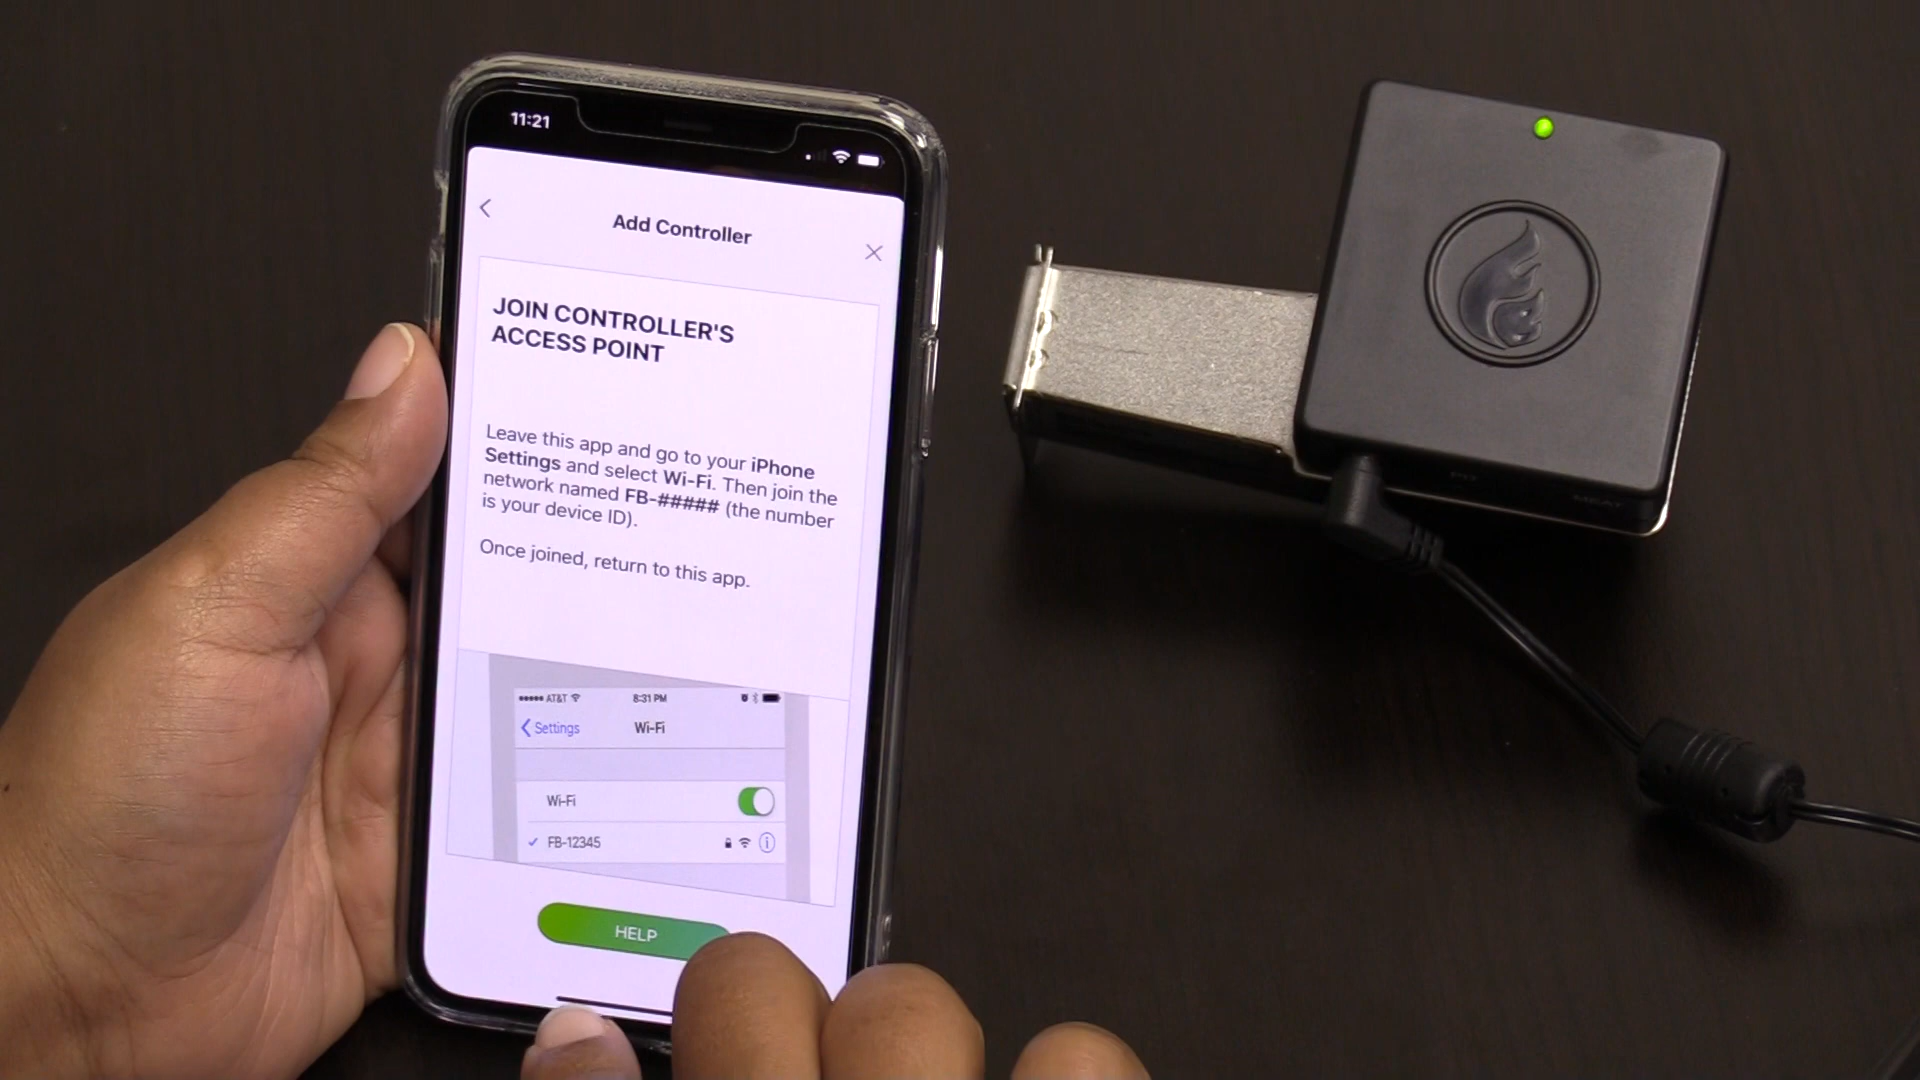 11:21
Add Controller
JOIN CONTROLLER'S
ACCESS POINT
Leave this app and go to your iPhone
Settings and select Wi-Fi. Then join the
network named FB-##### (the number
is your device ID).
Once joined, return to this app.
AT&T 8:31 PM
Settings Wi-Fi
Wi-Fi
FB-12345
HELP